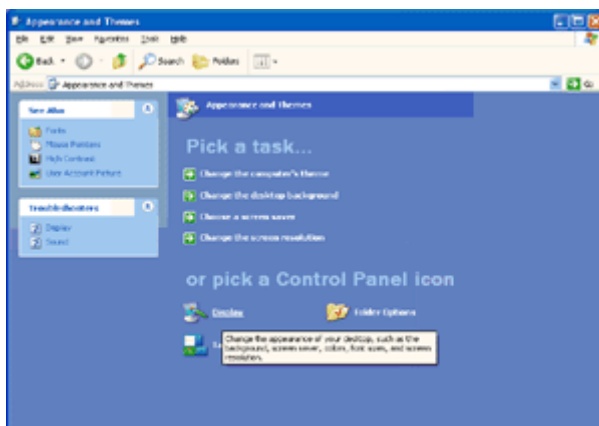 Appearance and Themes
File Edit View Favorites Tools Help
Back Search Folders
Address Appearance and Themes
See Also
Fonts
Mouse Pointers
High Contrast
User Account Picture
Troubleshooters
Display
Sound
Appearance and Themes
Pick a task...
Change the computer's theme
Change the desktop background
Choose a screen saver
Change the screen resolution
or pick a Control Panel icon
Display Folder Options
Change the appearance of your desktop, such as the
background, screen saver, colors, font sizes, and screen
resolution.